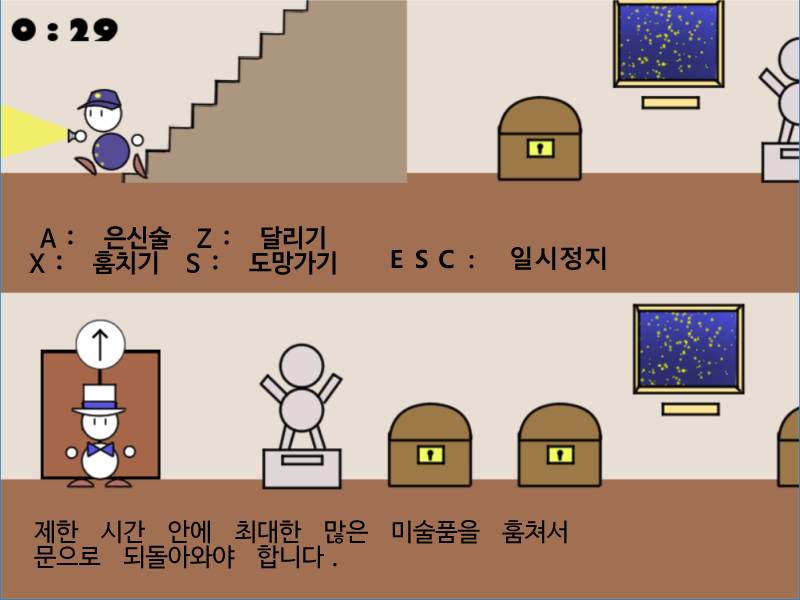 0:29
A: 은신술 Z: 달리기
X: 훔치기 S: 도망가기
ESC: 일시정지
제한 시간 안에 최대한 많은 미술품을 훔쳐서
문으로 되돌아와야 합니다.